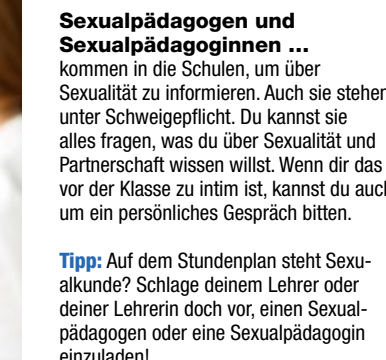 Sexualpädagogen und
Sexualpädagoginnen ...
kommen in die Schulen, um über
Sexualität zu informieren. Auch sie stehen
unter Schweigepflicht. Du kannst sie
alles fragen, was du über Sexualität und
Partnerschaft wissen willst. Wenn dir das
vor der Klasse zu intim ist, kannst du auch
um ein persönliches Gespräch bitten.
Tipp: Auf dem Stundenplan steht Sexu-
alkunde? Schlage deinem Lehrer oder
deiner Lehrerin doch vor, einen Sexual-
pädagogen oder eine Sexualpädagogin
einzuladen!